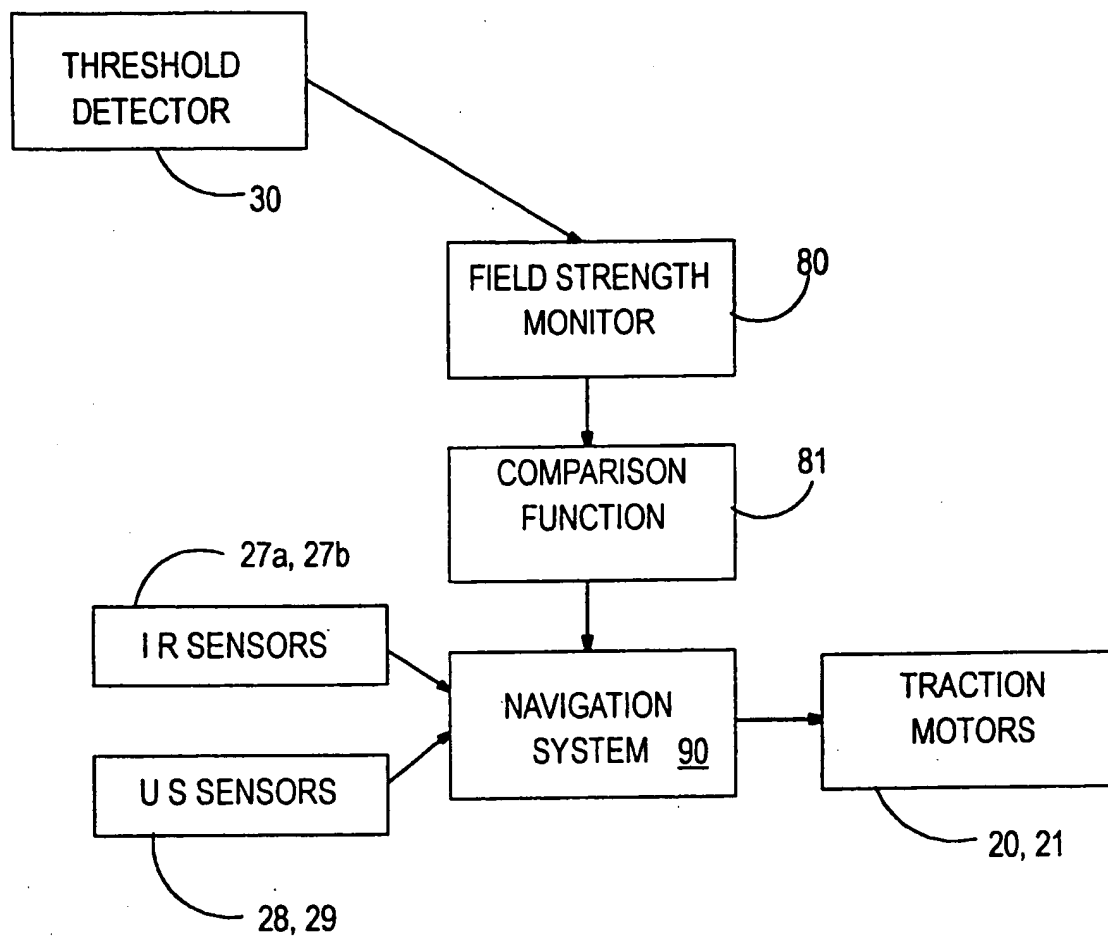 THRESHOLD
DETECTOR
30
FIELD STRENGTH
MONITOR
80
COMPARISON
FUNCTION
81
27a, 27b
I R SENSORS
NAVIGATION
SYSTEM 90
TRACTION
MOTORS
U S SENSORS
20, 21
28, 29